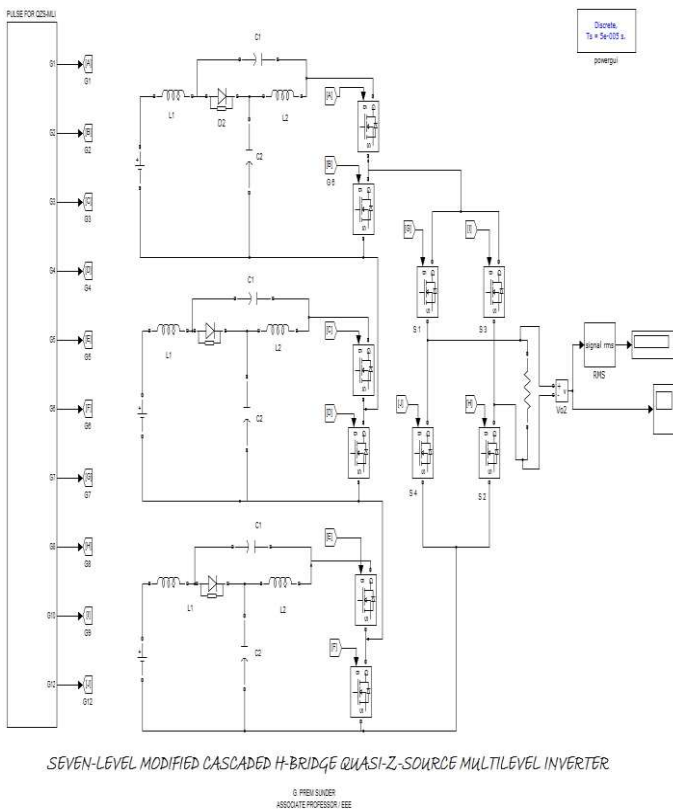 PULSE FOR QZS-MLI
Discrete,
Ts = 5e-005 s.
powergui
G1
[A]
G1
G2
[B]
G2
G3
[C]
G3
G4
[D]
G4
G5
[E]
G5
G6
[F]
G6
G7
[G]
G7
G8
[H]
G8
G10
[I]
G9
G12
[J]
G12
C1
L1
D2
L2
C2
[A]
[B]
G6
C1
L1
L2
C2
[C]
[D]
C1
L1
L2
C2
[E]
[F]
[G]
[I]
S1
S3
[J]
[H]
S4
S2
Vo2
signal rms
RMS
SEVEN-LEVEL MODIFIED CASCADED H-BRIDGE QUASI-Z-SOURCE MULTILEVEL INVERTER
G. PREM SUNDER
ASSOCIATE PROFESSOR / EEE